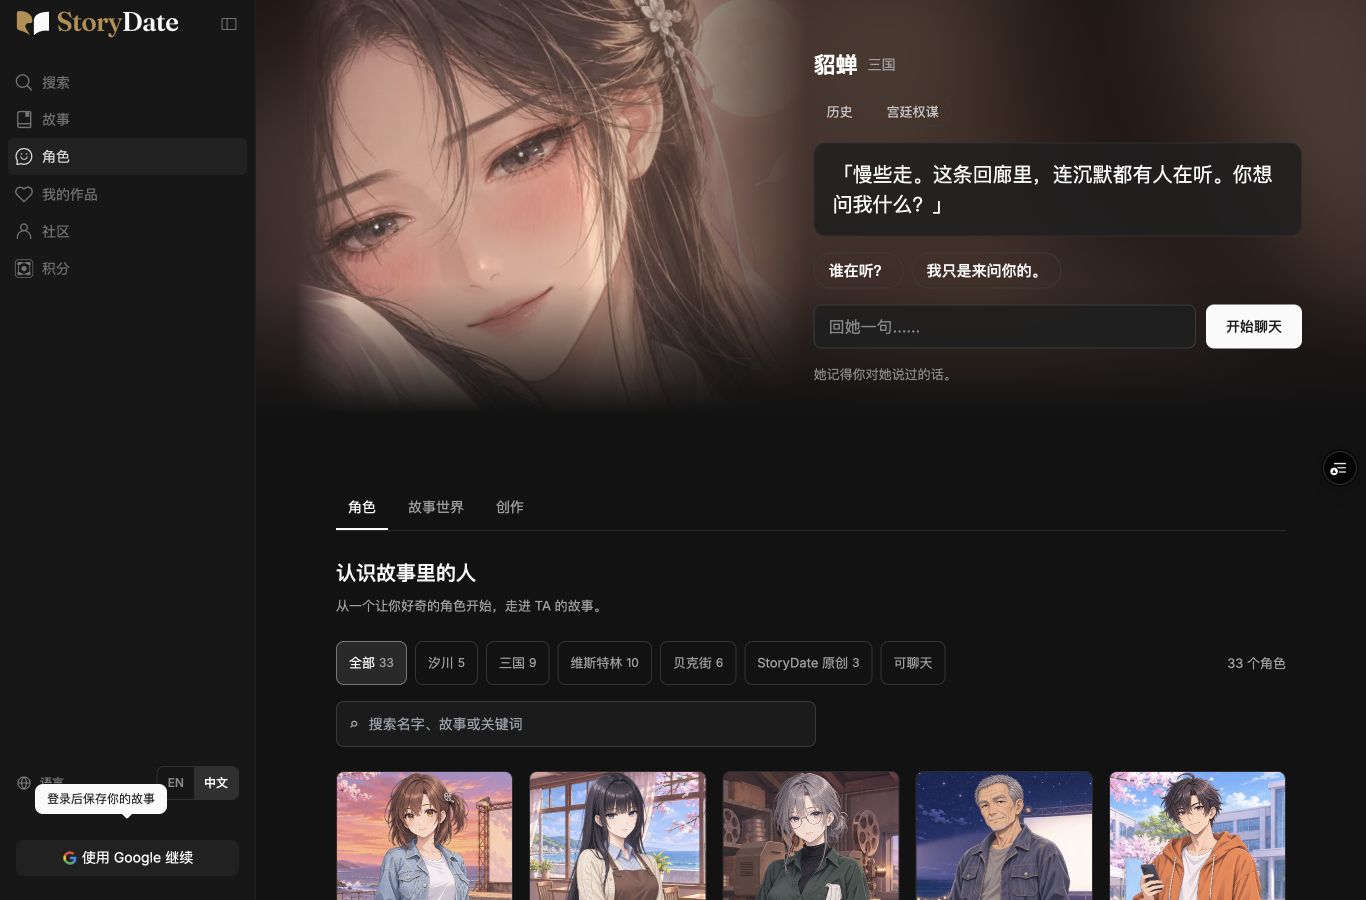 StoryDate
搜索
故事
角色
我的作品
社区
积分
语言
EN
中文
登录后保存你的故事
使用 Google 继续
貂蝉 三国
历史 宫廷权谋
「慢些走。这条回廊里，连沉默都有人在听。你想
问我什么？」
谁在听？ 我只是来问你的。
回她一句……
开始聊天
她记得你对她说过的话。
角色 故事世界 创作
认识故事里的人
从一个让你好奇的角色开始，走进 TA 的故事。
全部 33 汐川 5 三国 9 维斯特林 10 贝克街 6 StoryDate 原创 3 可聊天
33 个角色
搜索名字、故事或关键词